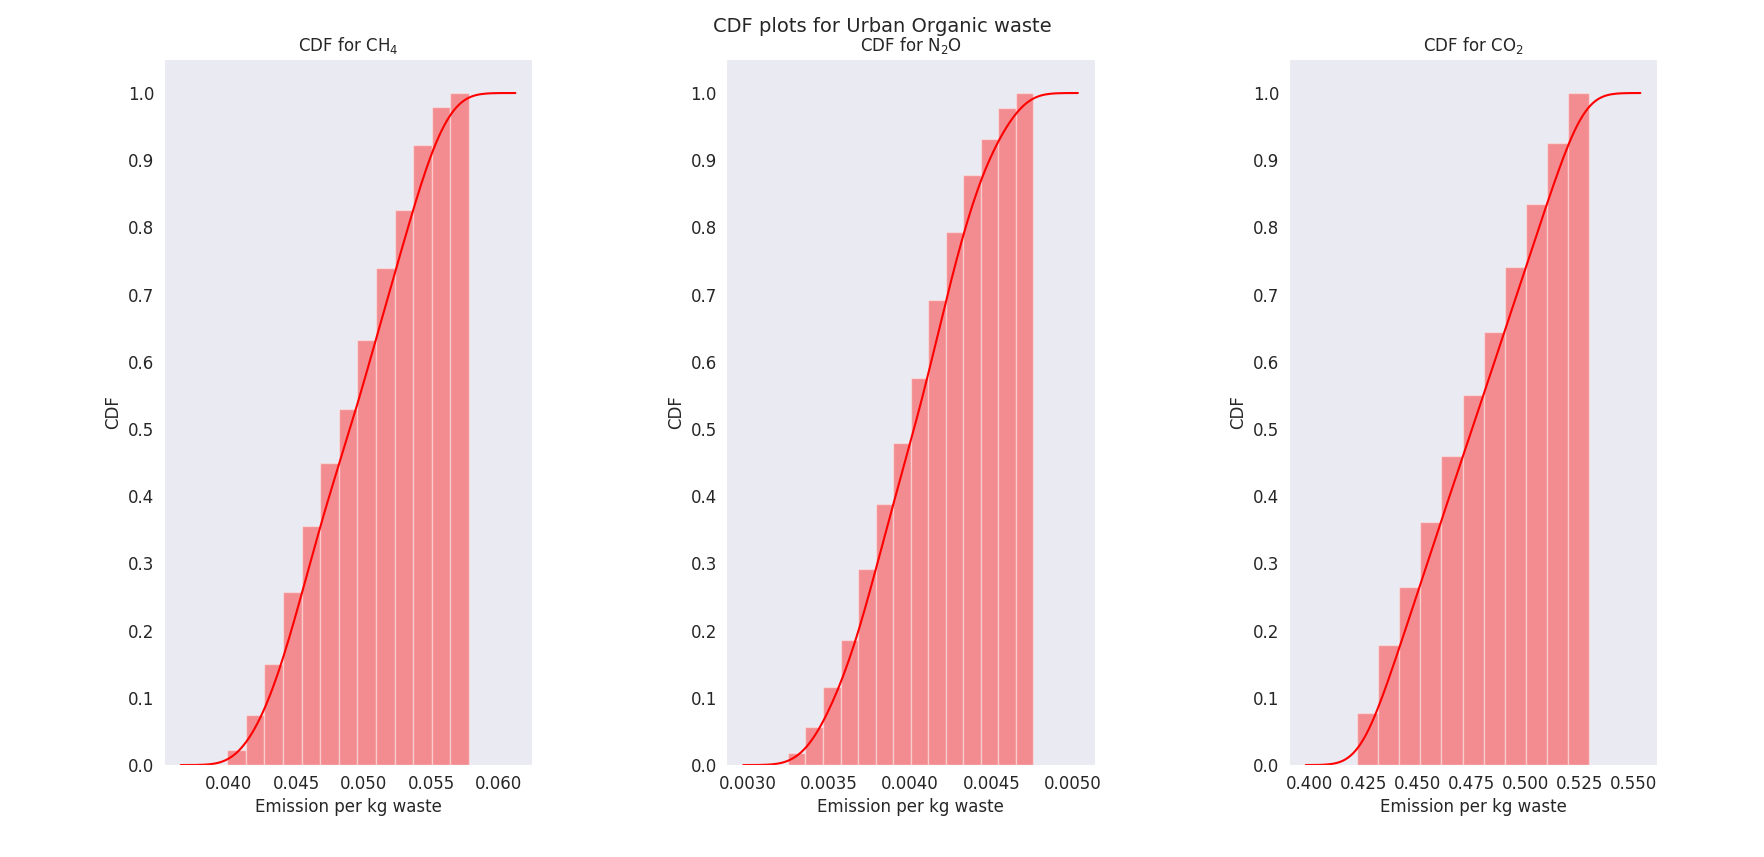 CDF plots for Urban Organic waste
CDF for CH₄
CDF
1.0
0.9
0.8
0.7
0.6
0.5
0.4
0.3
0.2
0.1
0.0
0.040 0.045 0.050 0.055 0.060
Emission per kg waste
CDF for N₂O
CDF
1.0
0.9
0.8
0.7
0.6
0.5
0.4
0.3
0.2
0.1
0.0
0.0030 0.0035 0.0040 0.0045 0.0050
Emission per kg waste
CDF for CO₂
CDF
1.0
0.9
0.8
0.7
0.6
0.5
0.4
0.3
0.2
0.1
0.0
0.400 0.425 0.450 0.475 0.500 0.525 0.550
Emission per kg waste